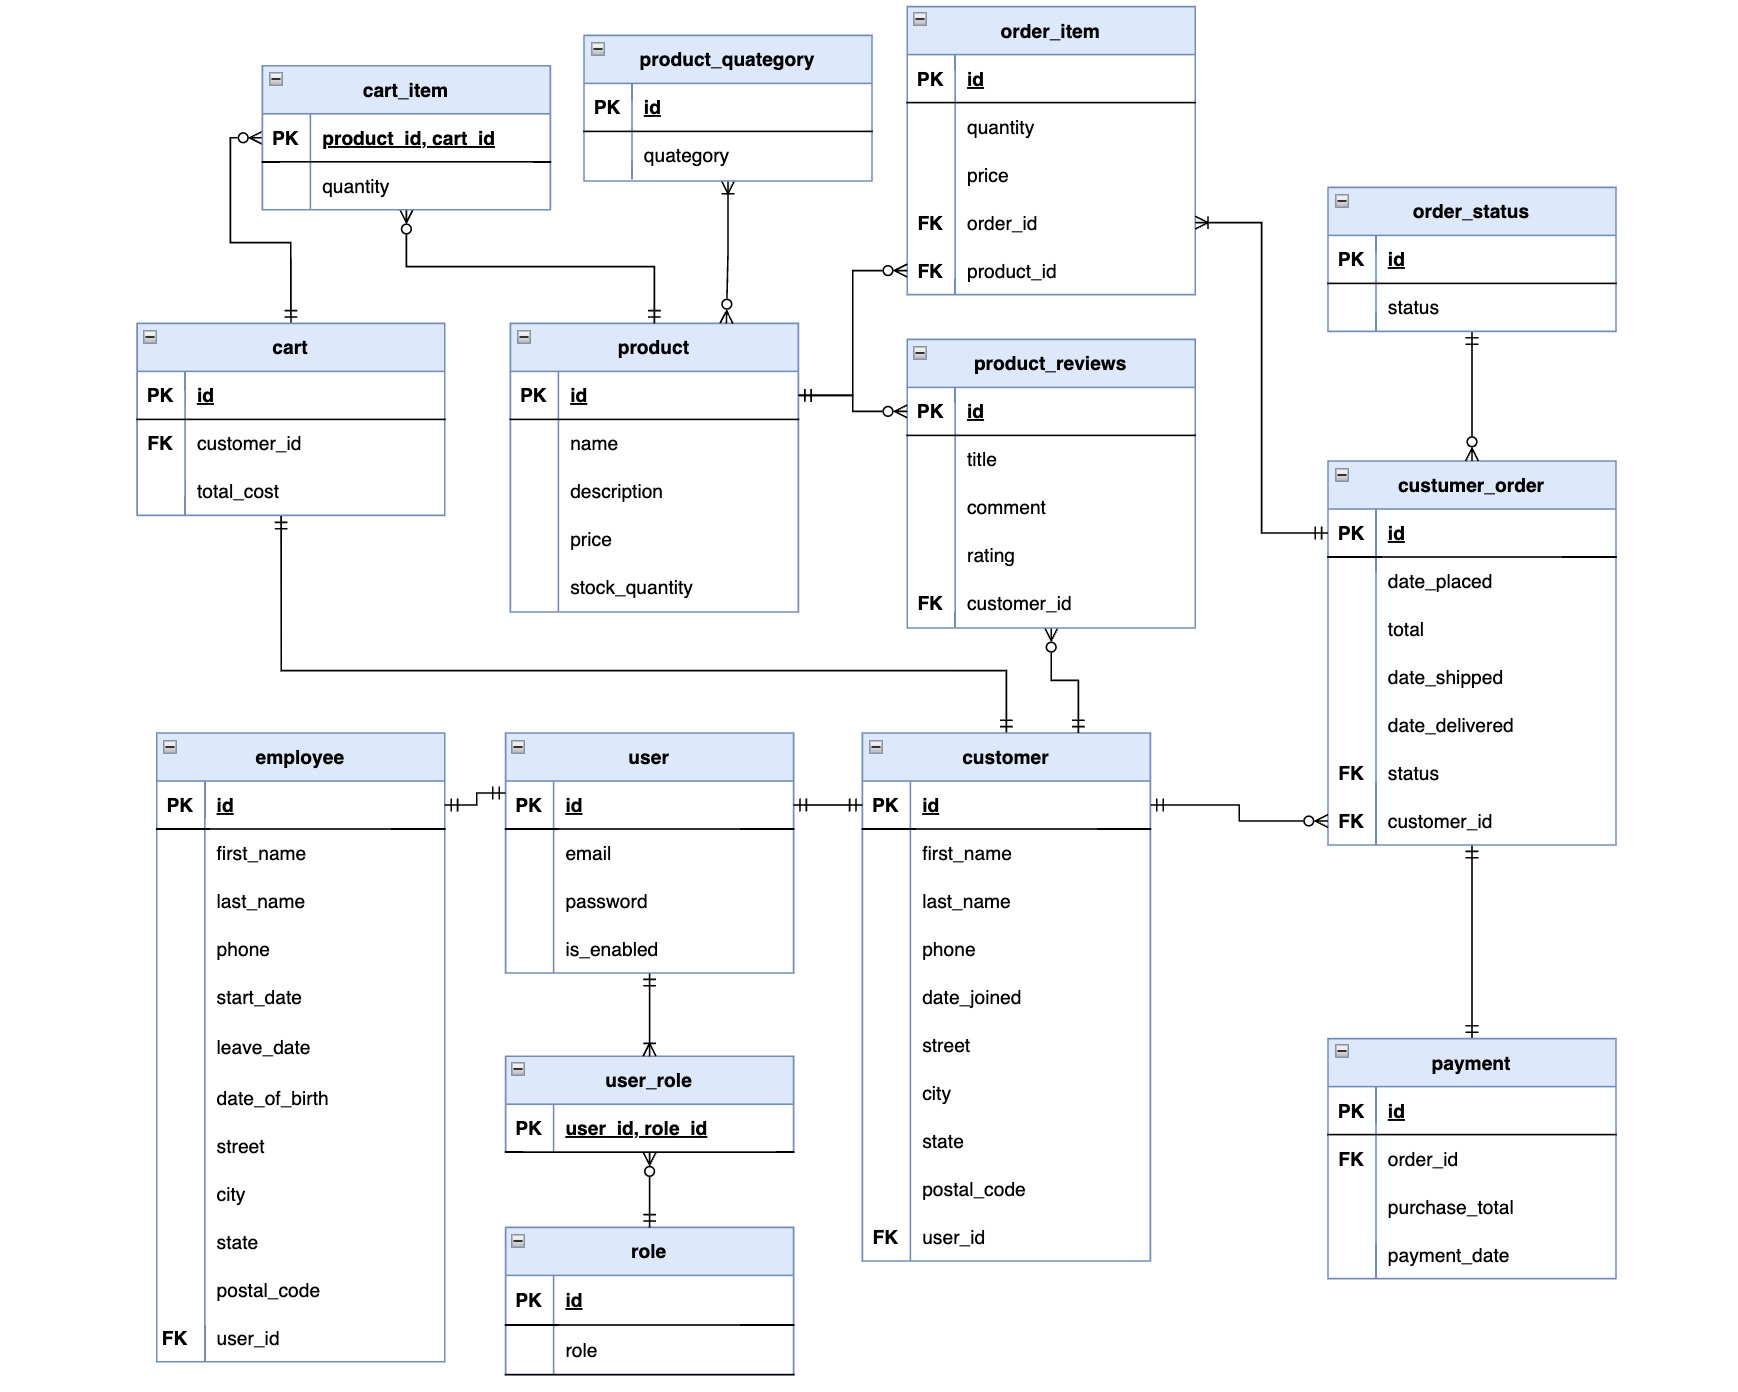 order_item
PK id
quantity
price
FK order_id
FK product_id
product_quategory
PK id
quategory
cart_item
PK product_id, cart_id
quantity
order_status
PK id
status
cart
PK id
FK customer_id
total_cost
product
PK id
name
description
price
stock_quantity
product_reviews
PK id
title
comment
rating
FK customer_id
custumer_order
PK id
date_placed
total
date_shipped
date_delivered
FK status
FK customer_id
employee
PK id
first_name
last_name
phone
start_date
leave_date
date_of_birth
street
city
state
postal_code
FK user_id
user
PK id
email
password
is_enabled
user_role
PK user_id, role_id
role
PK id
role
customer
PK id
first_name
last_name
phone
date_joined
street
city
state
postal_code
FK user_id
payment
PK id
FK order_id
purchase_total
payment_date